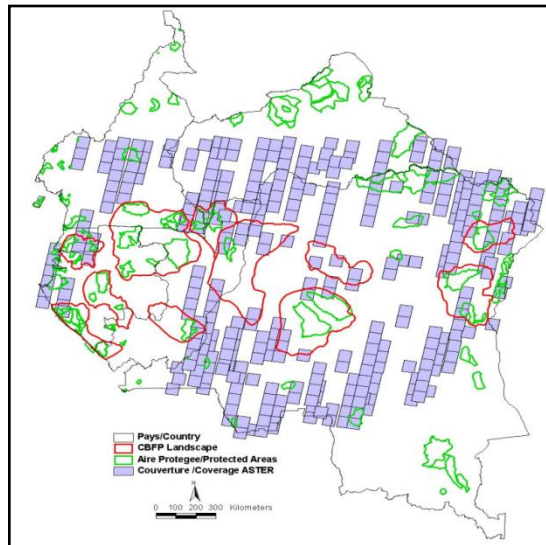 Pays/Country
CBFP Landscape
Aire Protegee/Protected Areas
Couverture /Coverage ASTER
N
0 100 200 300 Kilometers